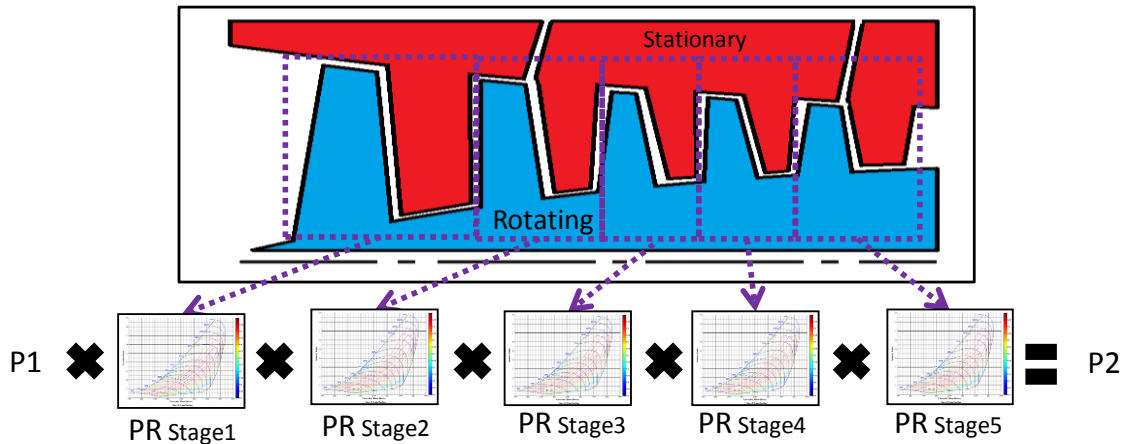 Stationary
Rotating
P1
P2
PR Stage1
PR Stage2
PR Stage3
PR Stage4
PR Stage5